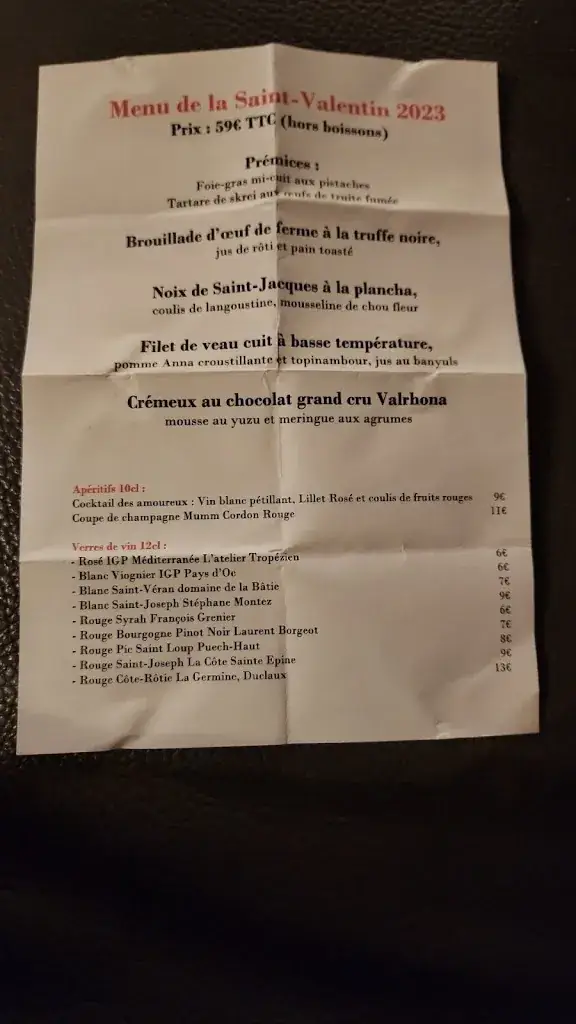 Menu de la Saint-Valentin 2023
Prix : 59€ TTC (hors boissons)
Prémices :
Foie-gras mi-cuit aux pistaches
Tartare de skrei aux œufs de truite fumée
Brouillade d'œuf de ferme à la truffe noire,
jus de rôti et pain toasté
Noix de Saint-Jacques à la plancha,
coulis de langoustine, mousseline de chou fleur
Filet de veau cuit à basse température,
pomme Anna croustillante et topinambour, jus au banyuls
Crémeux au chocolat grand cru Valrhona
mousse au yuzu et meringue aux agrumes
Apéritifs 10cl :
Cocktail des amoureux : Vin blanc pétillant, Lillet Rosé et coulis de fruits rouges 9€
Coupe de champagne Mumm Cordon Rouge 11€
Verres de vin 12cl :
- Rosé IGP Méditerranée L'atelier Tropézien 6€
- Blanc Viognier IGP Pays d'Oc 6€
- Blanc Saint-Véran domaine de la Bâtie 7€
- Blanc Saint-Joseph Stéphane Montez 9€
- Rouge Syrah François Grenier 6€
- Rouge Bourgogne Pinot Noir Laurent Borgeot 7€
- Rouge Pic Saint Loup Puech-Haut 8€
- Rouge Saint-Joseph La Côte Sainte Epine 9€
- Rouge Côte-Rôtie La Germine, Duclaux 13€